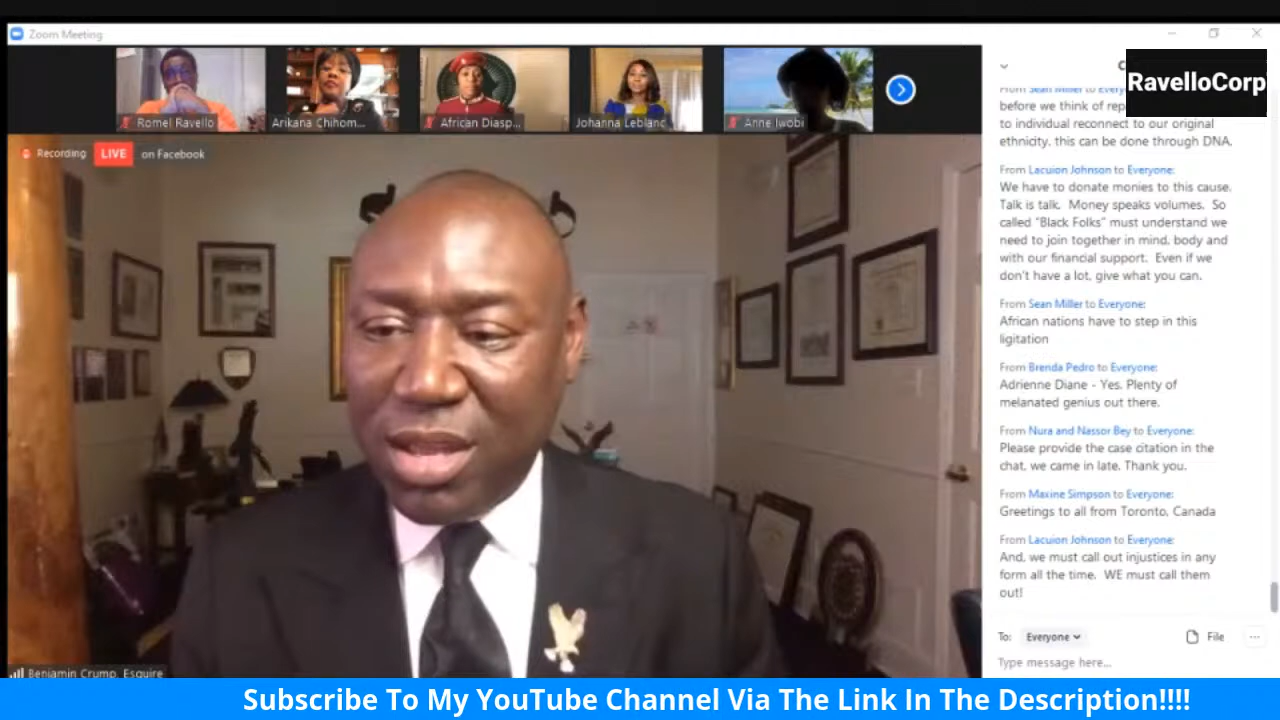 Zoom Meeting
Romel Ravello
Arikana Chihom...
African Diasp...
Johanna Leblanc
Anne Iwobi
Recording
LIVE
on Facebook
Benjamin Crump, Esquire
RavelloCorp
From Sean Miller to
before we think of
to individual reconnect to our original
ethnicity. this can be done through DNA.
From Lacuion Johnson to Everyone:
We have to donate monies to this cause.
Talk is talk. Money speaks volumes. So
called "Black Folks" must understand we
need to join together in mind, body and
with our financial support. Even if we
don't have a lot, give what you can.
From Sean Miller to Everyone:
African nations have to step in this
ligitation
From Brenda Pedro to Everyone:
Adrienne Diane - Yes. Plenty of
melanated genius out there.
From Nura and Nassor Bey to Everyone:
Please provide the case citation in the
chat, we came in late. Thank you.
From Maxine Simpson to Everyone:
Greetings to all from Toronto, Canada
From Lacuion Johnson to Everyone:
And, we must call out injustices in any
form all the time. WE must call them
out!
To: Everyone
File
Type message here...
Subscribe To My YouTube Channel Via The Link In The Description!!!!